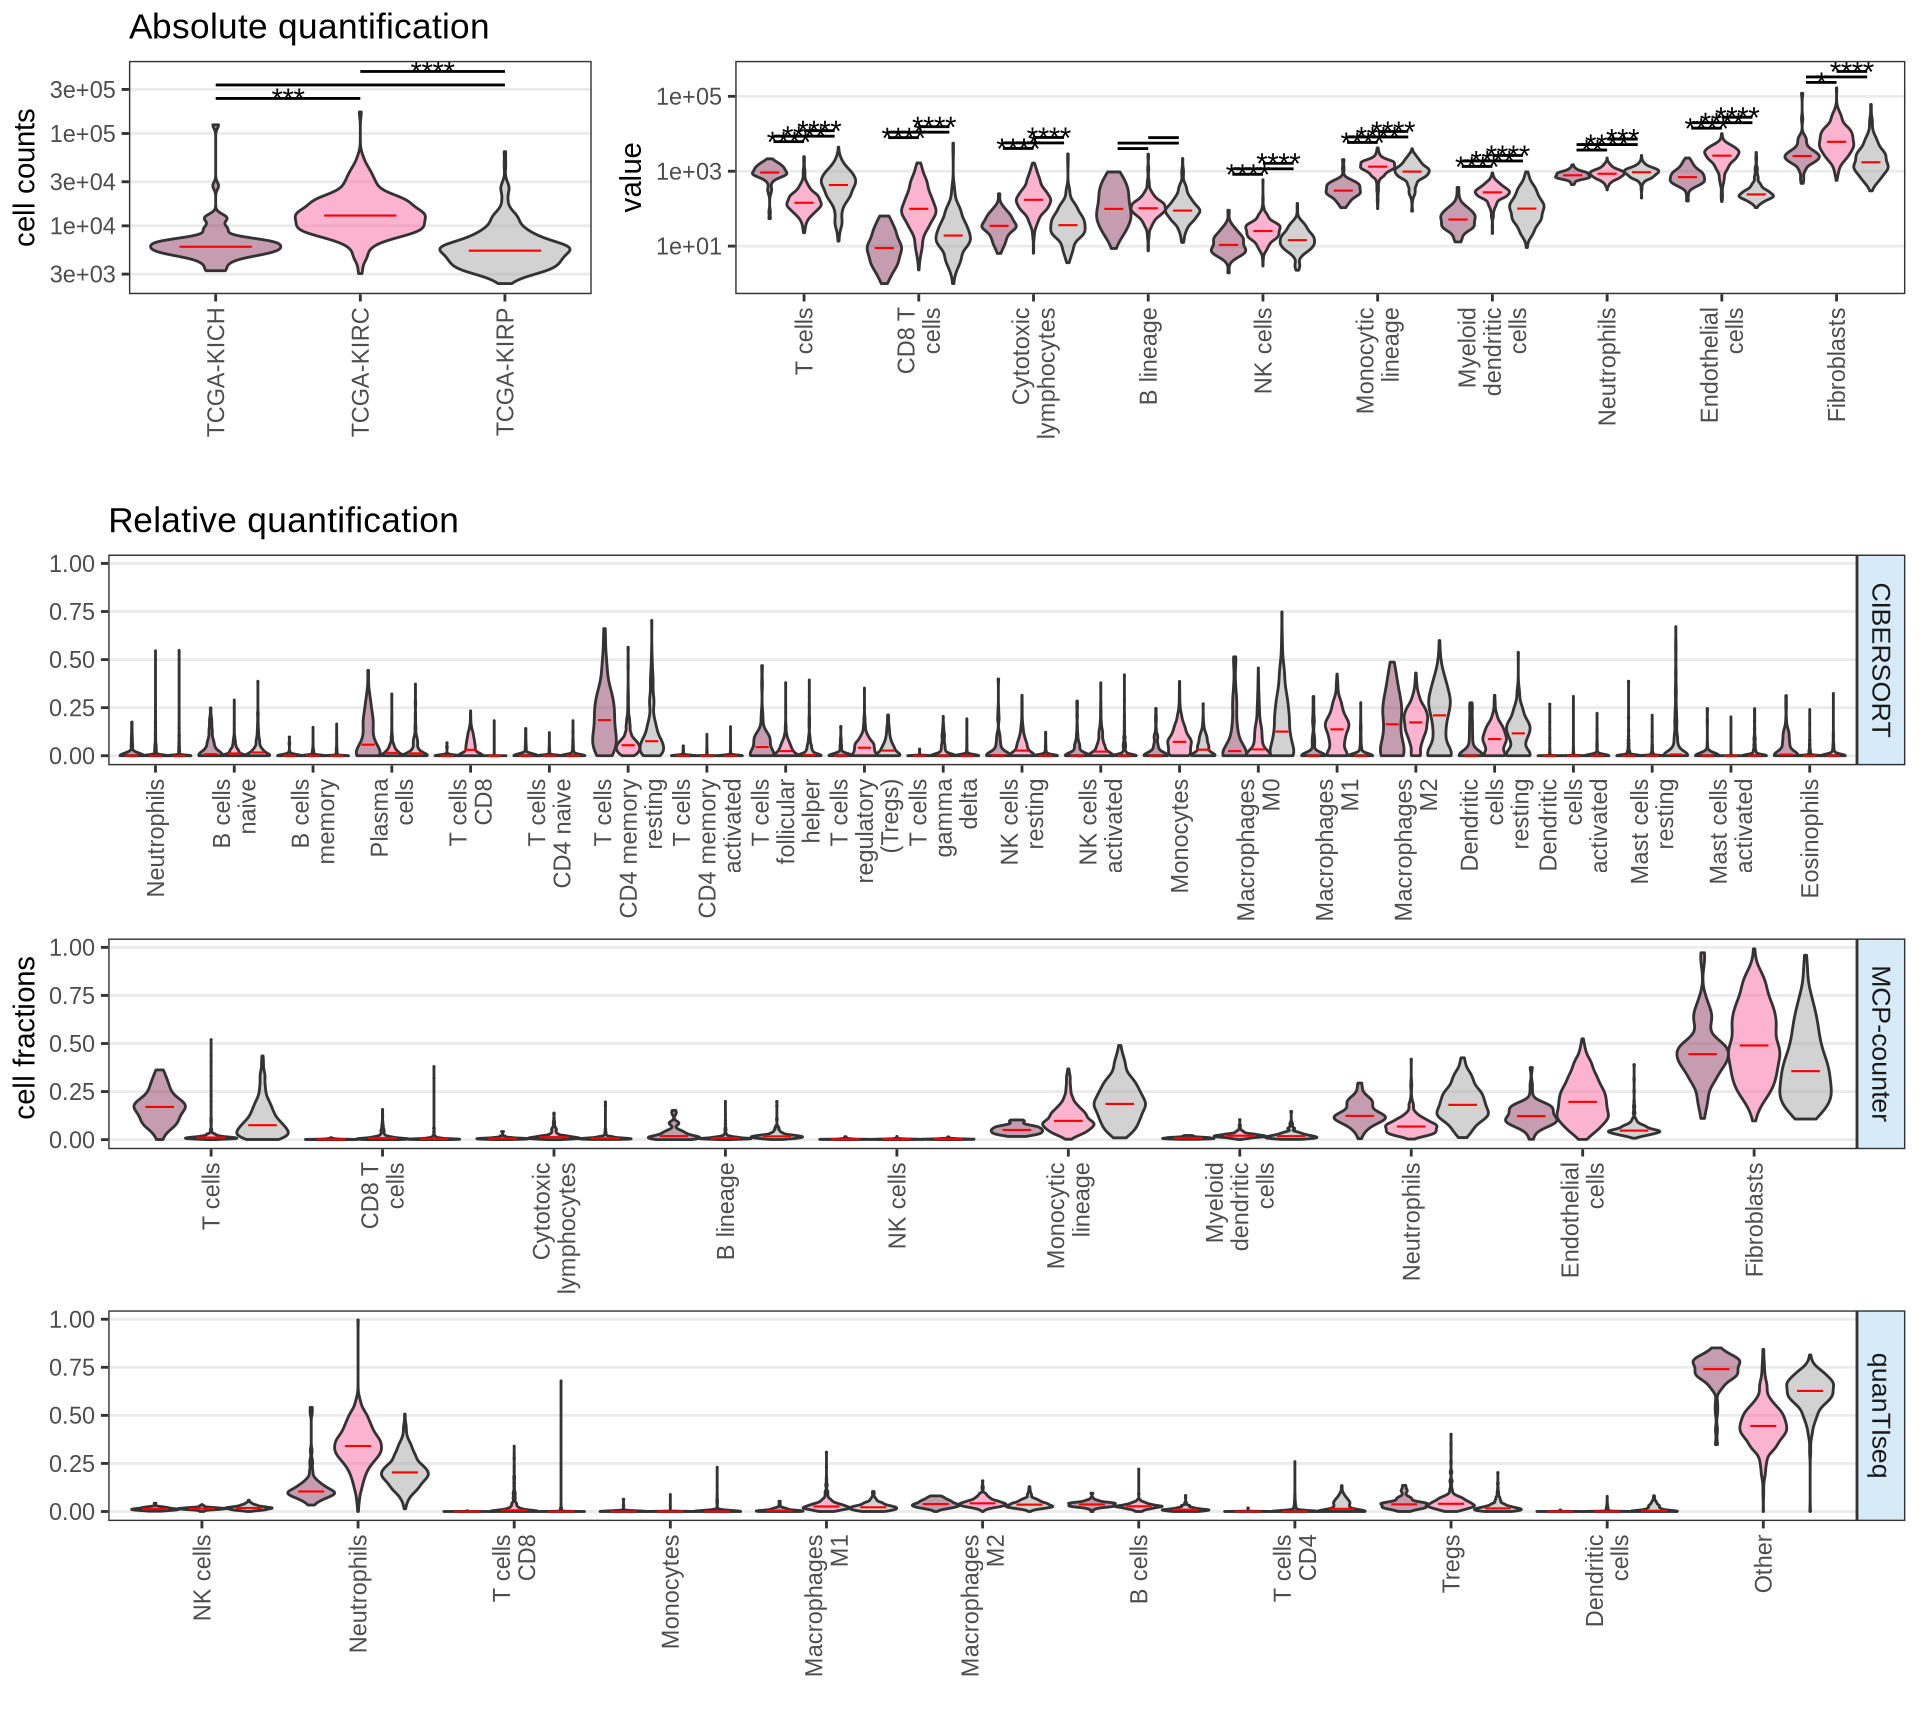 Absolute quantification
cell counts
3e+05
1e+05
3e+04
1e+04
3e+03
****
***
TCGA-KICH
TCGA-KIRC
TCGA-KIRP
value
1e+05
1e+03
1e+01
T cells
CD8 T
cells
Cytotoxic
lymphocytes
B lineage
NK cells
Monocytic
lineage
Myeloid
dendritic
cells
Neutrophils
Endothelial
cells
Fibroblasts
Relative quantification
cell fractions
1.00
0.75
0.50
0.25
0.00
CIBERSORT
Neutrophils
B cells
naive
B cells
memory
Plasma
cells
T cells
CD8
T cells
CD4 naive
T cells
CD4 memory
resting
T cells
CD4 memory
activated
T cells
follicular
helper
T cells
regulatory
(Tregs)
T cells
gamma
delta
NK cells
resting
NK cells
activated
Monocytes
Macrophages
M0
Macrophages
M1
Macrophages
M2
Dendritic
cells
resting
Dendritic
cells
activated
Mast cells
resting
Mast cells
activated
Eosinophils
1.00
0.75
0.50
0.25
0.00
MCP-counter
T cells
CD8 T
cells
Cytotoxic
lymphocytes
B lineage
NK cells
Monocytic
lineage
Myeloid
dendritic
cells
Neutrophils
Endothelial
cells
Fibroblasts
1.00
0.75
0.50
0.25
0.00
quanTIseq
NK cells
Neutrophils
T cells
CD8
Monocytes
Macrophages
M1
Macrophages
M2
B cells
T cells
CD4
Tregs
Dendritic
cells
Other